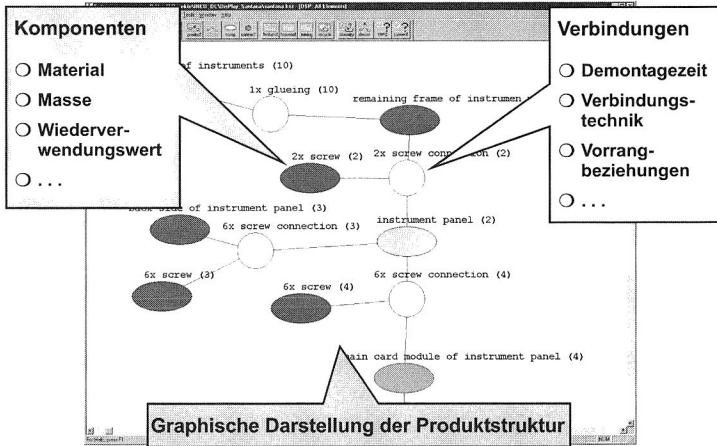 Komponenten
Material
Masse
Wiederver-
wendungswert
. . .
Verbindungen
Demontagezeit
Verbindungs-
technik
Vorrang-
beziehungen
. . .
of instruments (10)
1x glueing (10)
remaining frame of instrumen
2x screw (2)
2x screw connection (2)
back side of instrument panel (3)
6x screw connection (3)
instrument panel (2)
6x screw (3)
6x screw (4)
6x screw connection (4)
main card module of instrument panel (4)
Graphische Darstellung der Produktstruktur
NUM